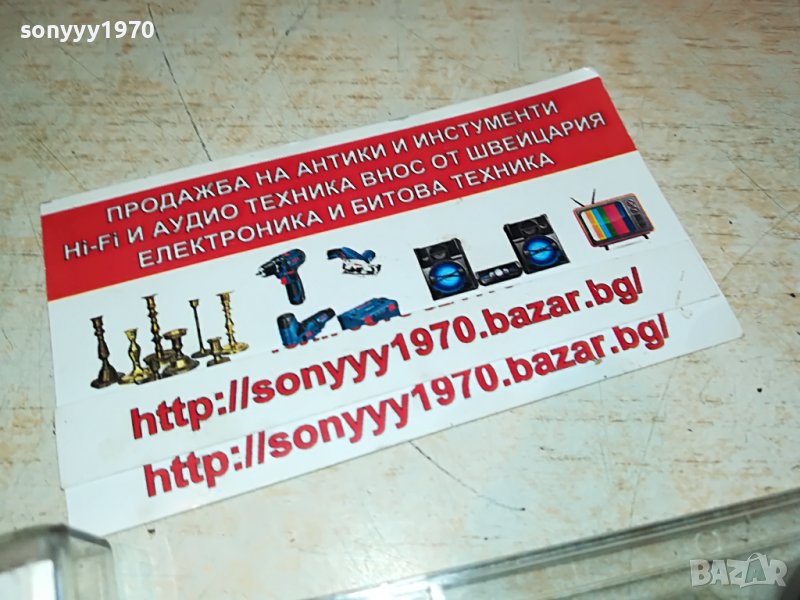 sonyyy1970
ПРОДАЖБА НА АНТИКИ И ИНСТУМЕНТИ
Hi-Fi И АУДИО ТЕХНИКА ВНОС ОТ ШВЕЙЦАРИЯ
ЕЛЕКТРОНИКА И БИТОВА ТЕХНИКА
http://sonyyy1970.bazar.bg/
http://sonyyy1970.bazar.bg/
BAZAR